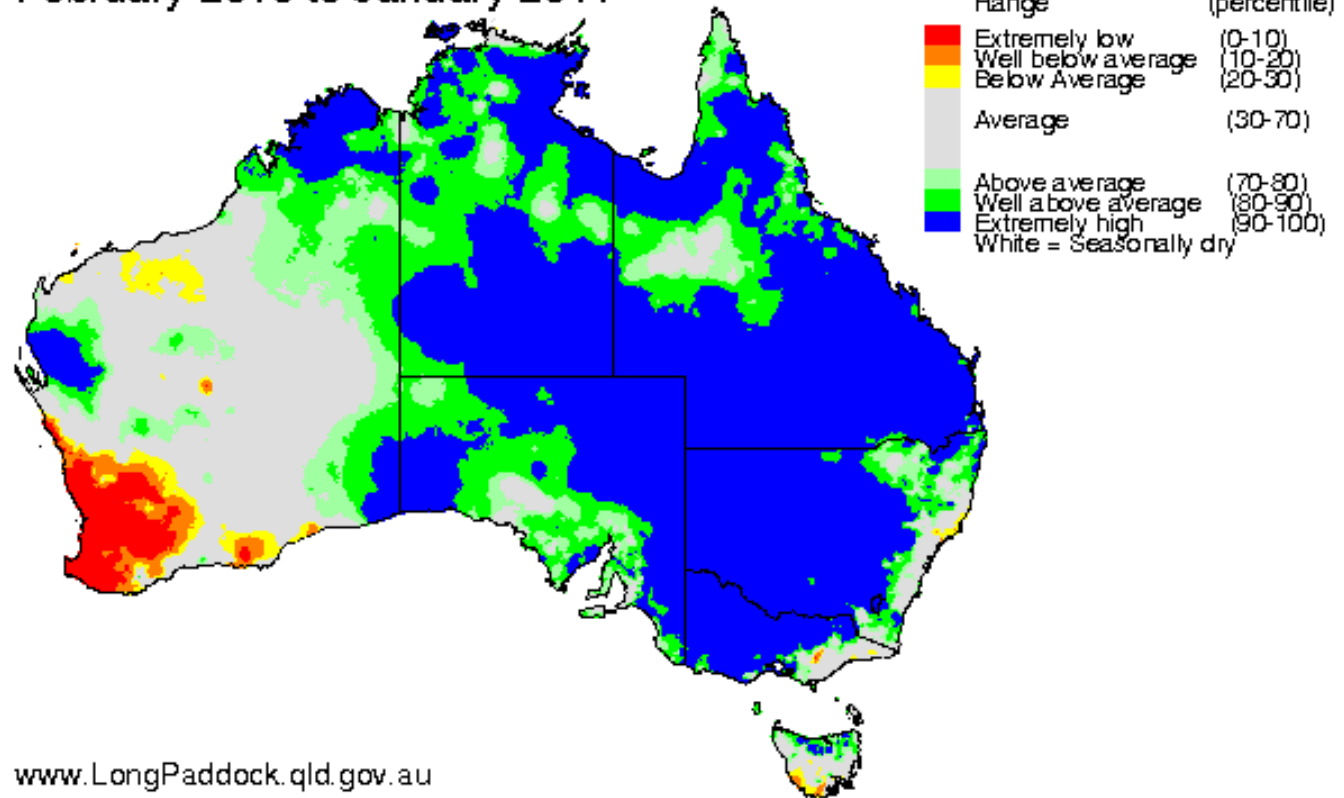 Range (percentile)
Extremely low (0-10)
Well below average (10-20)
Below Average (20-30)
Average (30-70)
Above average (70-80)
Well above average (80-90)
Extremely high (90-100)
White = Seasonally dry
www.LongPaddock.qld.gov.au